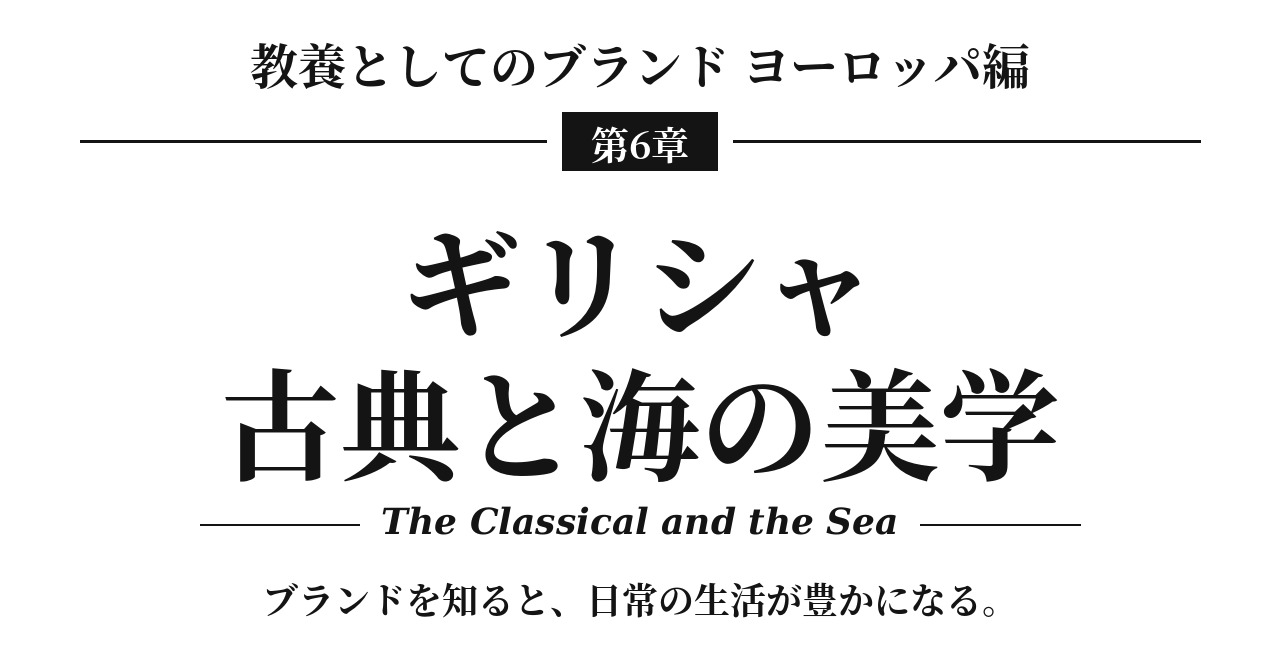 教養としてのブランド ヨーロッパ編
第6章
ギリシャ
古典と海の美学
The Classical and the Sea
ブランドを知ると、日常の生活が豊かになる。